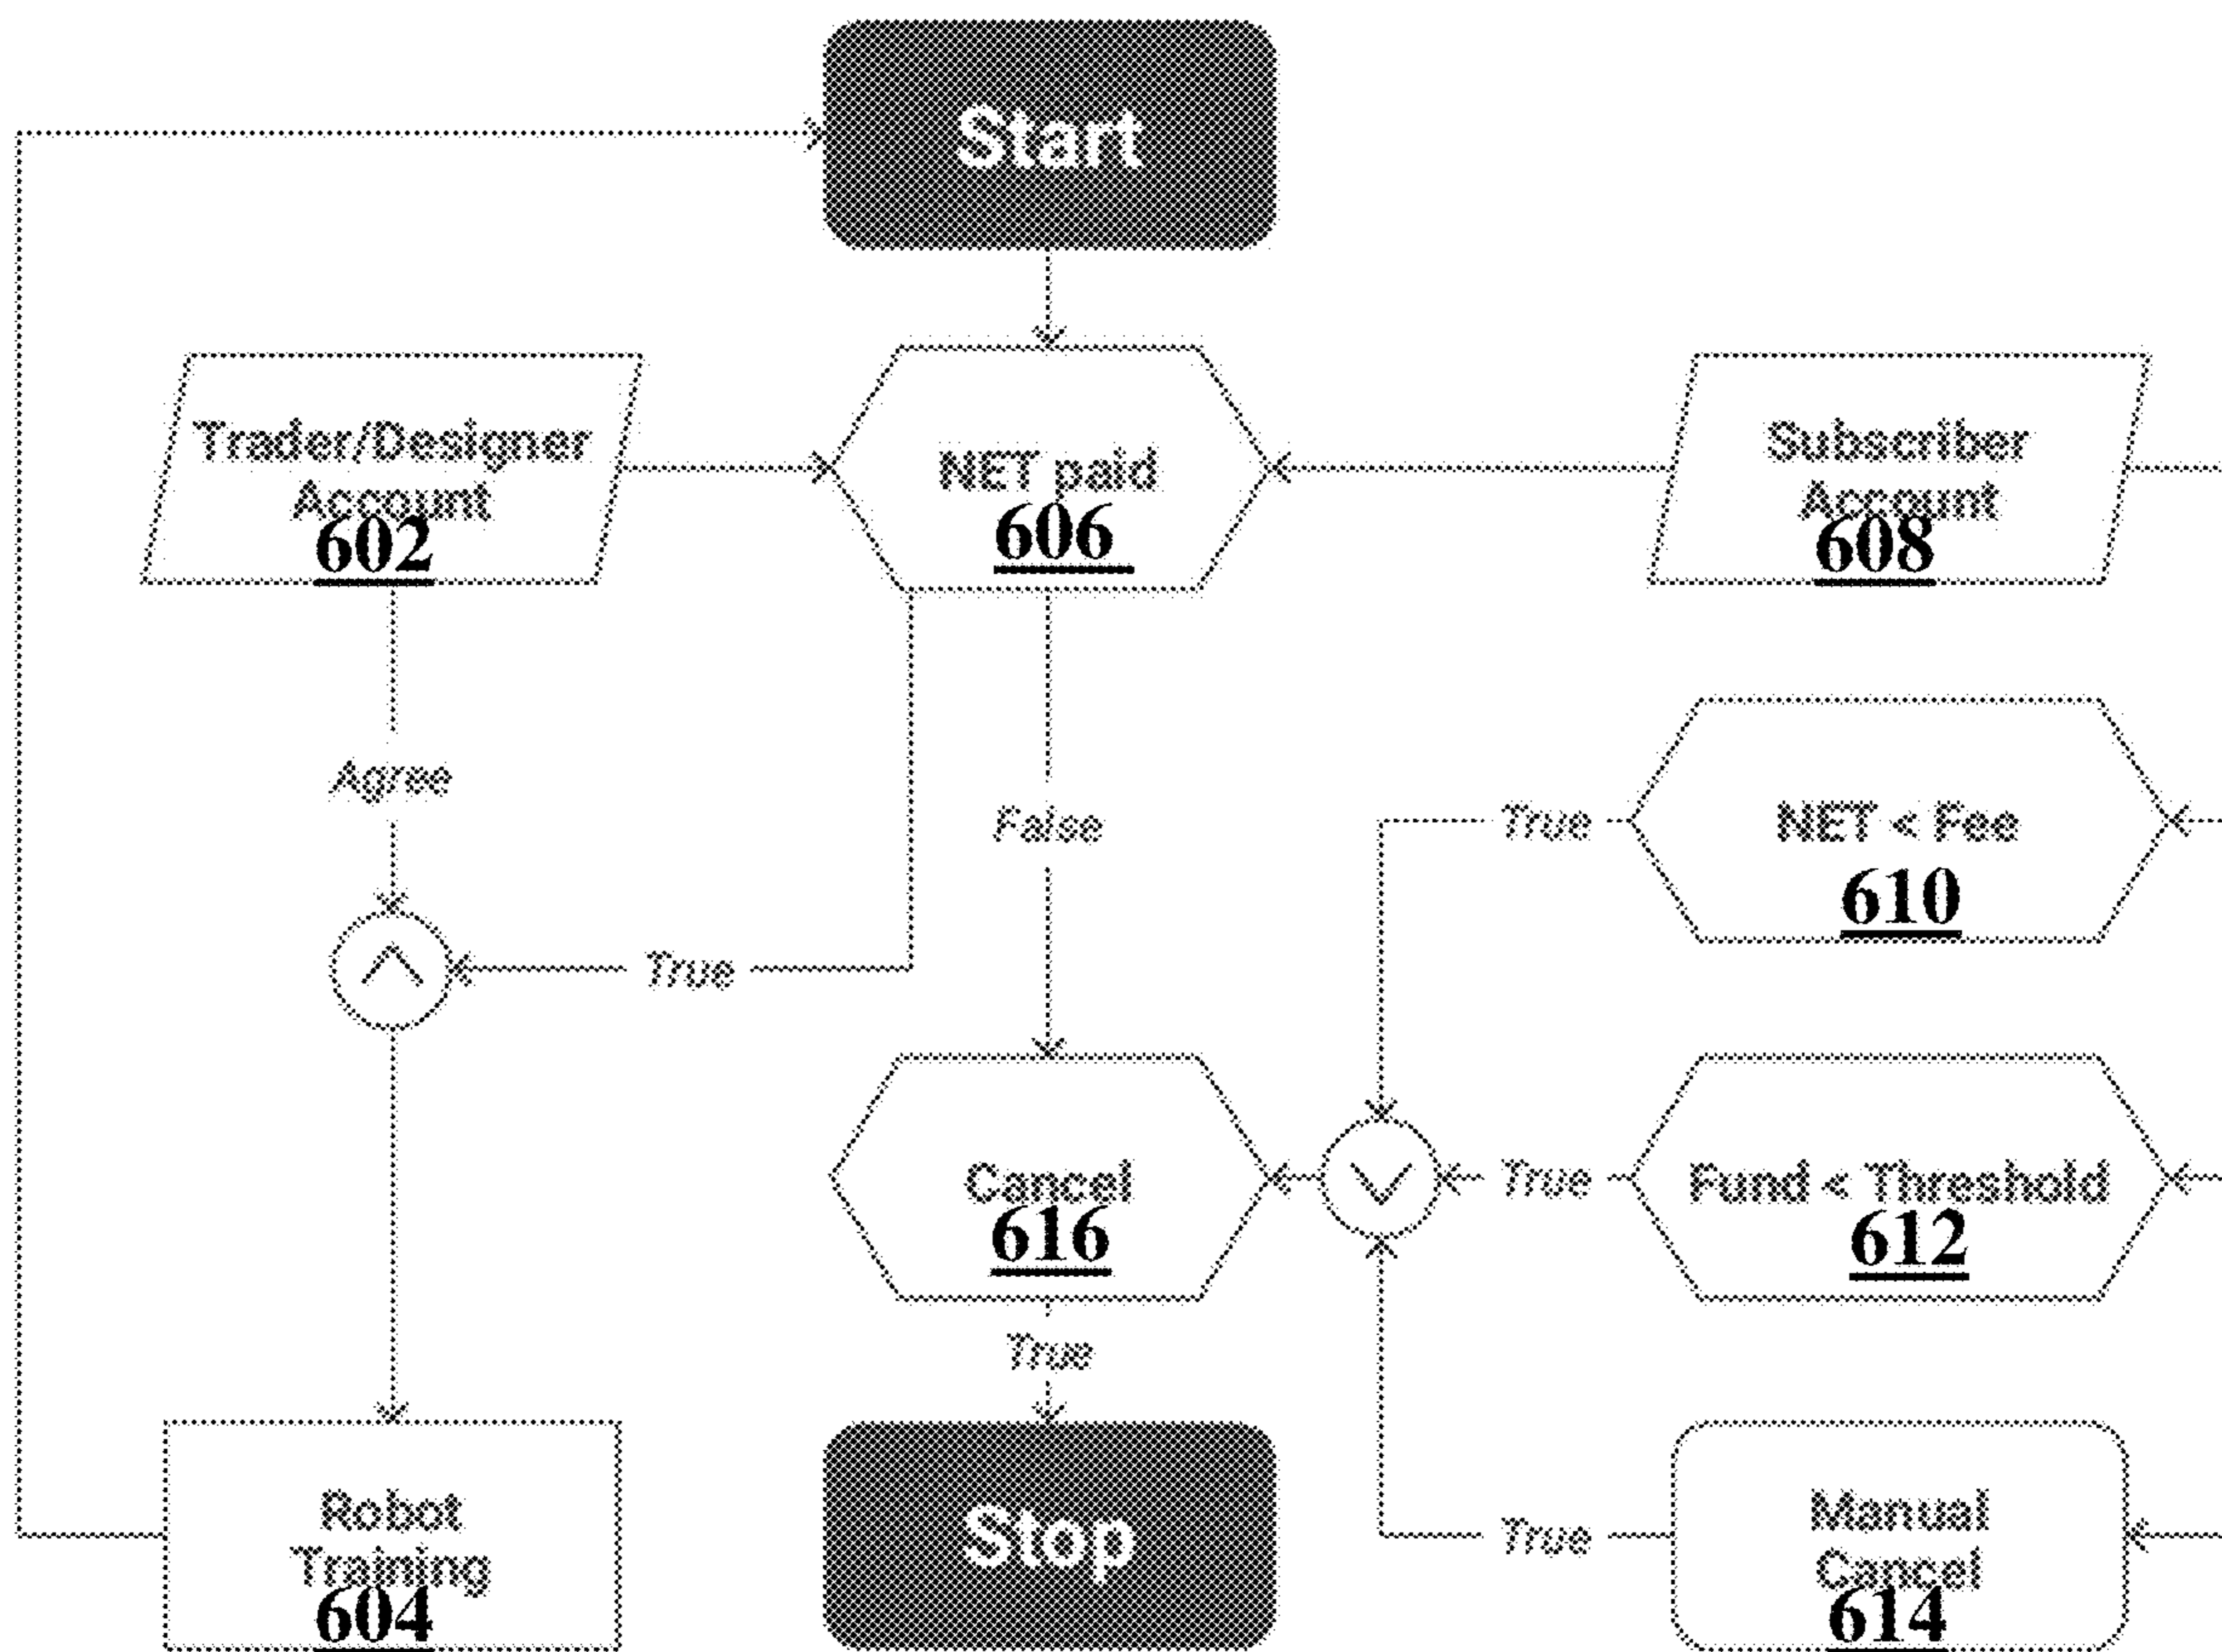 Start
Trader/Designer
Account
602
NET paid
606
Subscriber
Account
608
Agree
False
True
NET < Fee
610
True
Cancel
616
True
Fund < Threshold
612
True
Robot
Training
604
Stop
True
Manual
Cancel
614